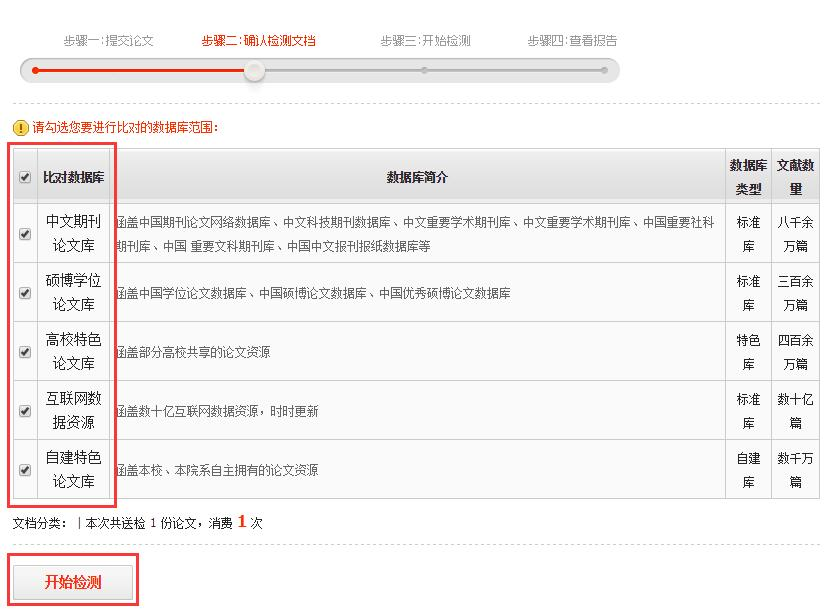 步骤一:提交论文
步骤二:确认检测文档
步骤三:开始检测
步骤四:查看报告
请勾选您要进行比对的数据库范围:
比对数据库
数据库简介
数据库
类型
文献数
量
中文期刊
论文库
涵盖中国期刊论文网络数据库、中文科技期刊数据库、中文重要学术期刊库、中文重要学术期刊库、中国重要社科
期刊库、中国 重要文科期刊库、中国中文报刊报纸数据库等
标准
库
八千余
万篇
硕博学位
论文库
涵盖中国学位论文数据库、中国硕博论文数据库、中国优秀硕博论文数据库
标准
库
三百余
万篇
高校特色
论文库
涵盖部分高校共享的论文资源
特色
库
四百余
万篇
互联网数
据资源
涵盖数十亿互联网数据资源，时时更新
标准
库
数十亿
篇
自建特色
论文库
涵盖本校、本院系自主拥有的论文资源
自建
库
数千万
篇
文档分类： | 本次共送检 1 份论文，消费 1 次
开始检测